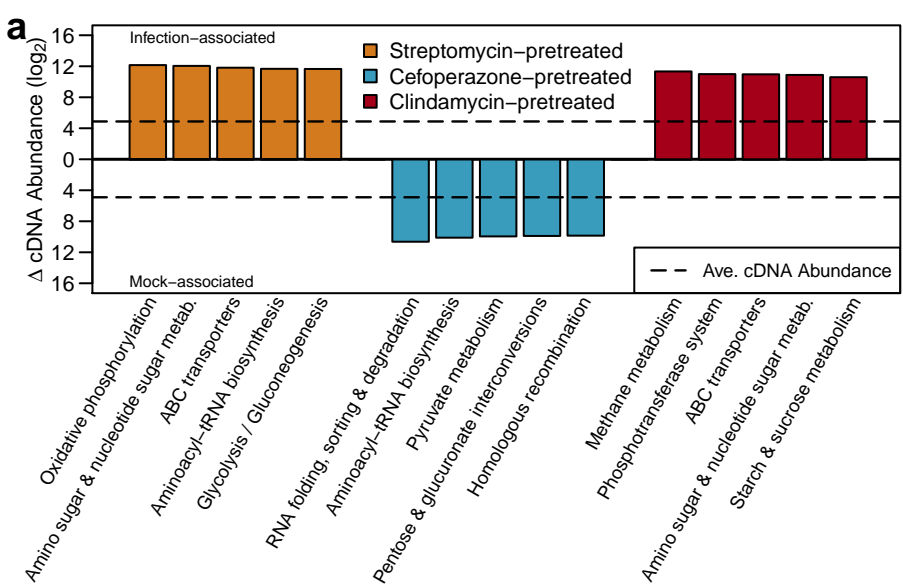 a
Δ cDNA Abundance (log2)
16
12
8
4
0
4
8
12
16
Infection−associated
Streptomycin−pretreated
Cefoperazone−pretreated
Clindamycin−pretreated
Mock−associated
Ave. cDNA Abundance
Oxidative phosphorylation
Amino sugar & nucleotide sugar metab.
ABC transporters
Aminoacyl−tRNA biosynthesis
Glycolysis / Gluconeogenesis
RNA folding, sorting & degradation
Aminoacyl−tRNA biosynthesis
Pyruvate metabolism
Pentose & glucuronate interconversions
Homologous recombination
Methane metabolism
Phosphotransferase system
ABC transporters
Amino sugar & nucleotide sugar metab.
Starch & sucrose metabolism